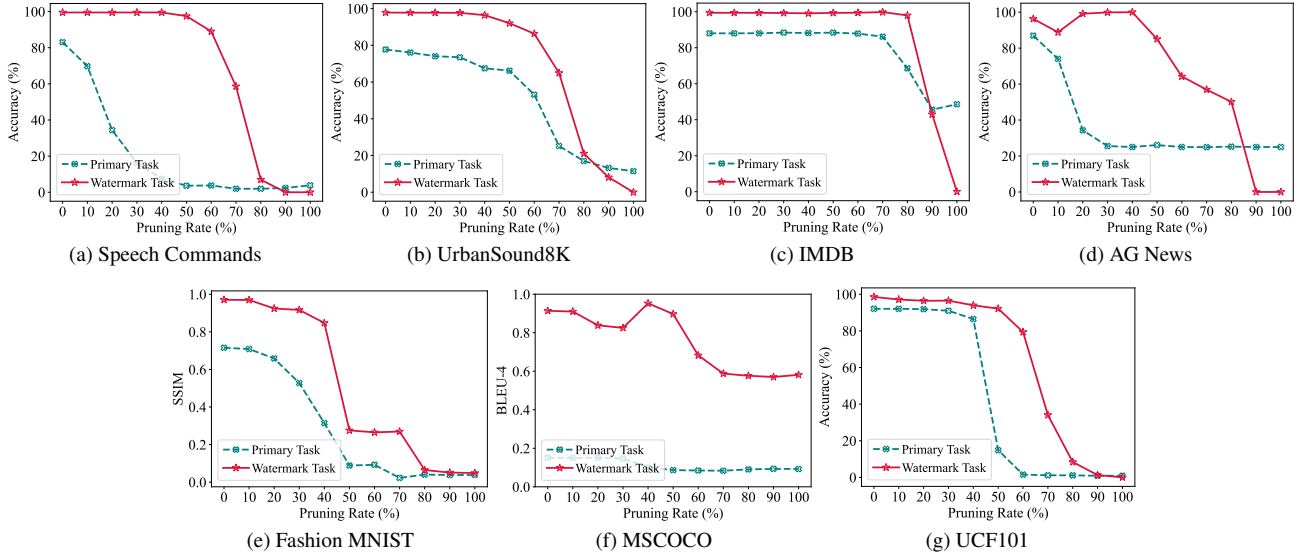 100
80
60
40
20
0
Accuracy (%)
Primary Task
Watermark Task
0 10 20 30 40 50 60 70 80 90 100
Pruning Rate (%)
(a) Speech Commands
100
80
60
40
20
0
Accuracy (%)
Primary Task
Watermark Task
0 10 20 30 40 50 60 70 80 90 100
Pruning Rate (%)
(b) UrbanSound8K
100
80
60
40
20
0
Accuracy (%)
Primary Task
Watermark Task
0 10 20 30 40 50 60 70 80 90 100
Pruning Rate (%)
(c) IMDB
100
80
60
40
20
0
Accuracy (%)
Primary Task
Watermark Task
0 10 20 30 40 50 60 70 80 90 100
Pruning Rate (%)
(d) AG News
1.0
0.8
0.6
0.4
0.2
0.0
SSIM
Primary Task
Watermark Task
0 10 20 30 40 50 60 70 80 90 100
Pruning Rate (%)
(e) Fashion MNIST
1.0
0.8
0.6
0.4
0.2
0.0
BLEU-4
Primary Task
Watermark Task
0 10 20 30 40 50 60 70 80 90 100
Pruning Rate (%)
(f) MSCOCO
100
80
60
40
20
0
Accuracy (%)
Primary Task
Watermark Task
0 10 20 30 40 50 60 70 80 90 100
Pruning Rate (%)
(g) UCF101